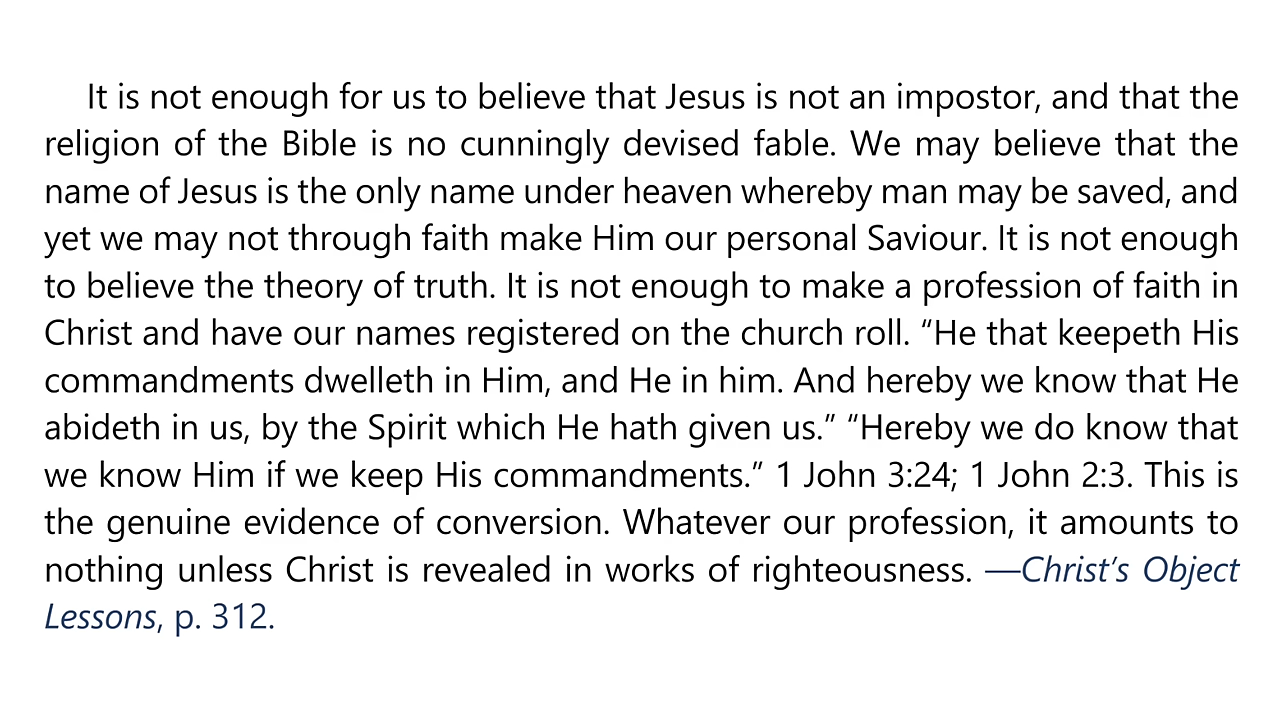 It is not enough for us to believe that Jesus is not an impostor, and that the
religion of the Bible is no cunningly devised fable. We may believe that the
name of Jesus is the only name under heaven whereby man may be saved, and
yet we may not through faith make Him our personal Saviour. It is not enough
to believe the theory of truth. It is not enough to make a profession of faith in
Christ and have our names registered on the church roll. “He that keepeth His
commandments dwelleth in Him, and He in him. And hereby we know that He
abideth in us, by the Spirit which He hath given us.” “Hereby we do know that
we know Him if we keep His commandments.” 1 John 3:24; 1 John 2:3. This is
the genuine evidence of conversion. Whatever our profession, it amounts to
nothing unless Christ is revealed in works of righteousness. —Christ’s Object
Lessons, p. 312.